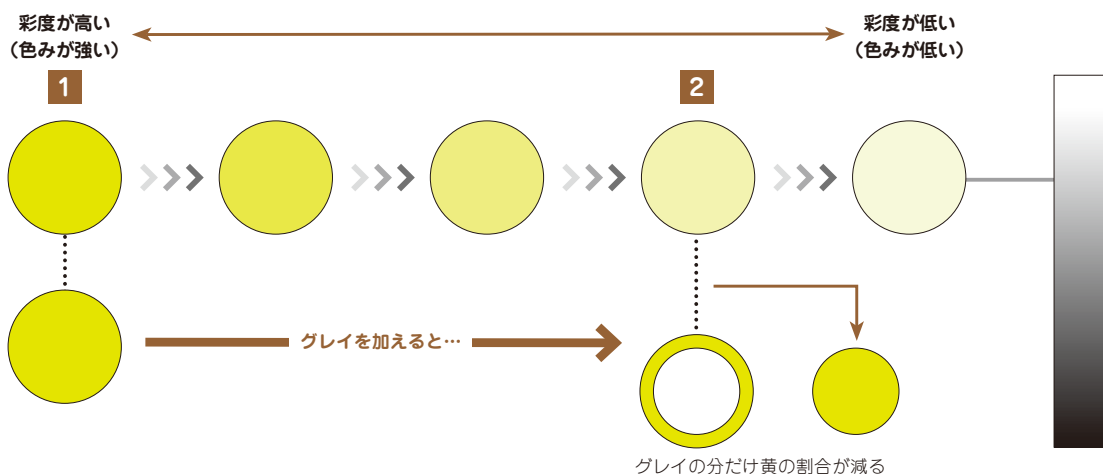 彩度が高い
（色みが強い）
彩度が低い
（色みが低い）
1
2
グレイを加えると…
グレイの分だけ黄の割合が減る